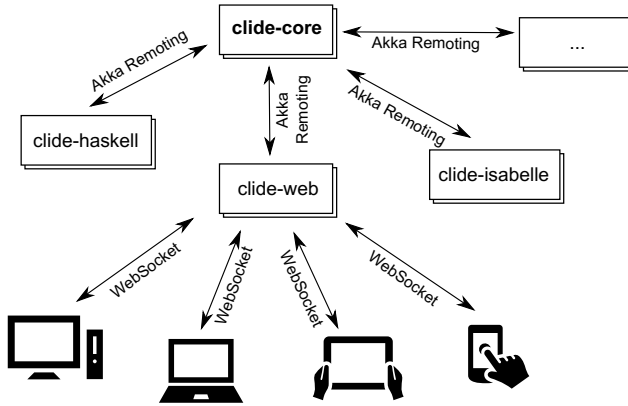 clide-core
Akka Remoting
...
Akka Remoting
Akka
Remoting
Akka Remoting
clide-haskell
clide-web
clide-isabelle
WebSocket
WebSocket
WebSocket
WebSocket